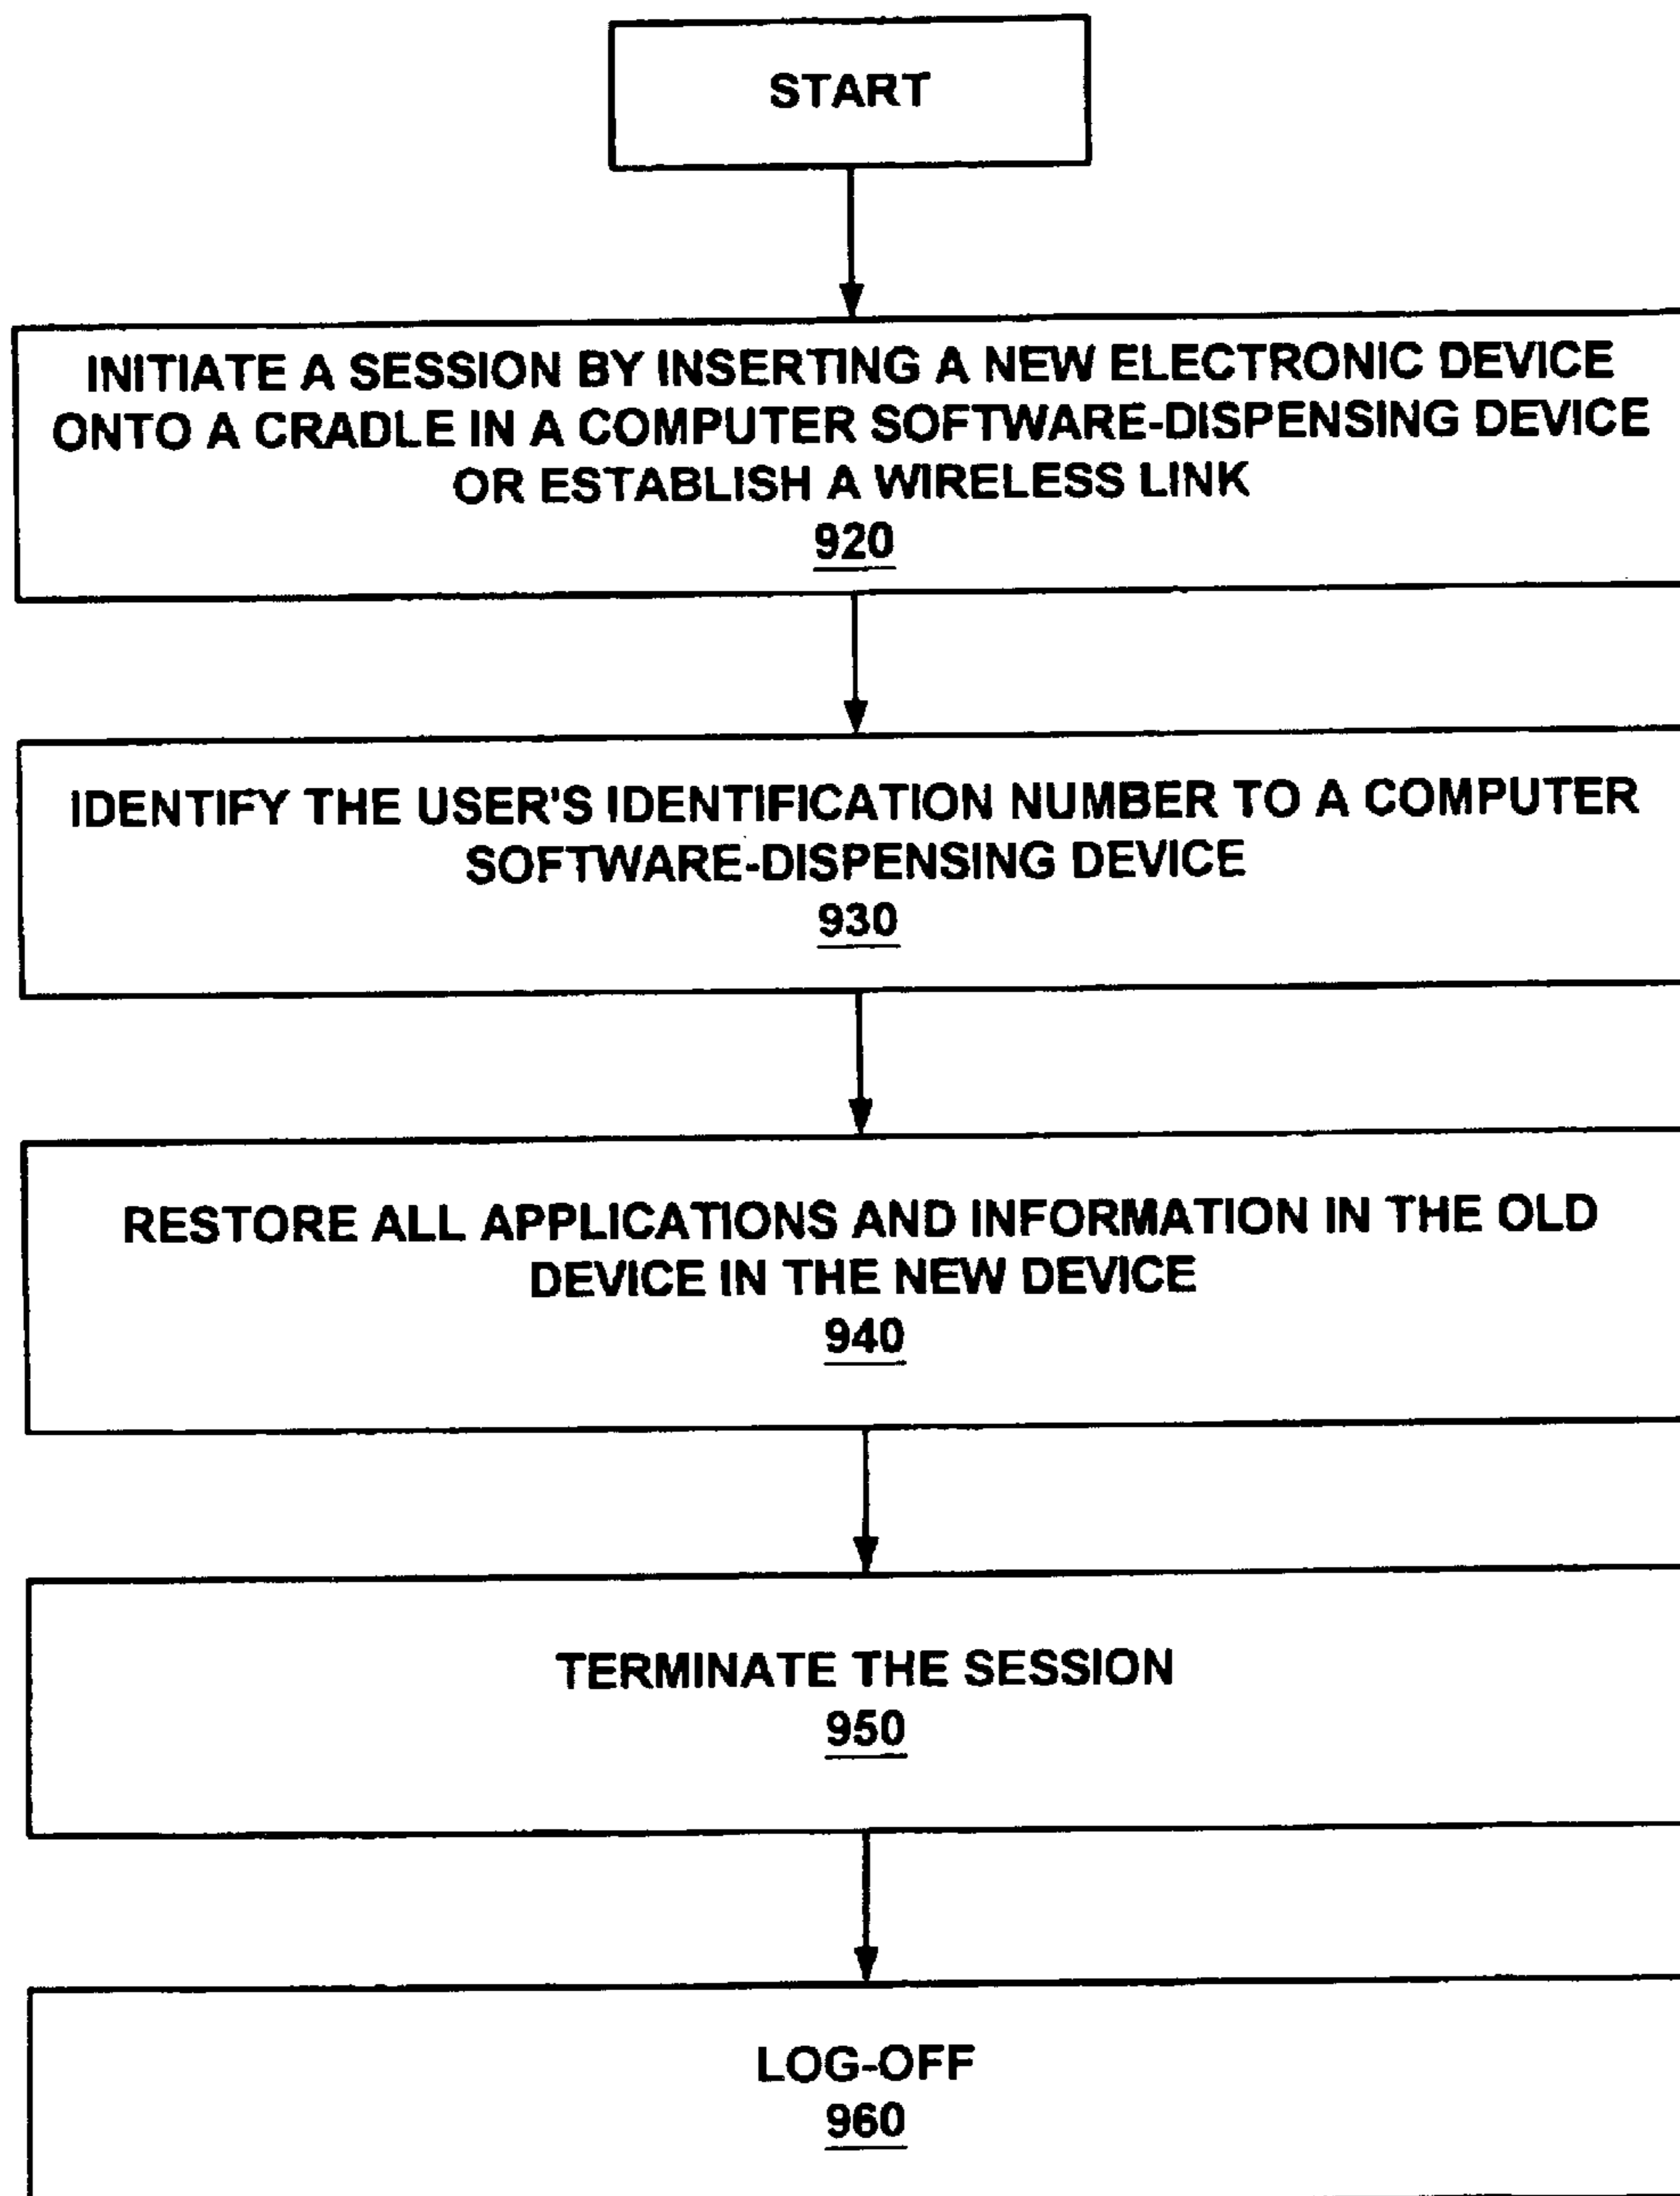 START
INITIATE A SESSION BY INSERTING A NEW ELECTRONIC DEVICE
ONTO A CRADLE IN A COMPUTER SOFTWARE-DISPENSING DEVICE
OR ESTABLISH A WIRELESS LINK
920
IDENTIFY THE USER'S IDENTIFICATION NUMBER TO A COMPUTER
SOFTWARE-DISPENSING DEVICE
930
RESTORE ALL APPLICATIONS AND INFORMATION IN THE OLD
DEVICE IN THE NEW DEVICE
940
TERMINATE THE SESSION
950
LOG-OFF
960